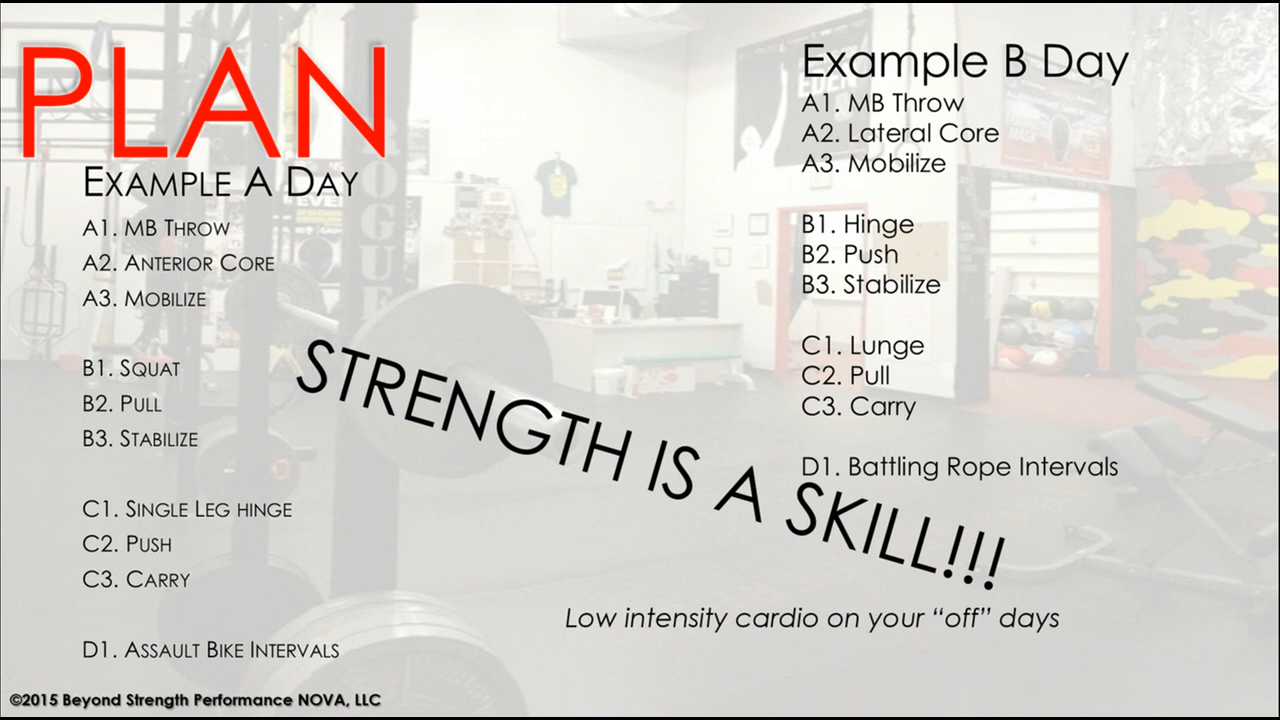 PLAN
EXAMPLE A DAY
A1. MB THROW
A2. ANTERIOR CORE
A3. MOBILIZE
B1. SQUAT
B2. PULL
B3. STABILIZE
C1. SINGLE LEG HINGE
C2. PUSH
C3. CARRY
D1. ASSAULT BIKE INTERVALS
Example B Day
A1. MB Throw
A2. Lateral Core
A3. Mobilize
B1. Hinge
B2. Push
B3. Stabilize
C1. Lunge
C2. Pull
C3. Carry
D1. Battling Rope Intervals
STRENGTH IS A SKILL!!!
Low intensity cardio on your “off” days
©2015 Beyond Strength Performance NOVA, LLC